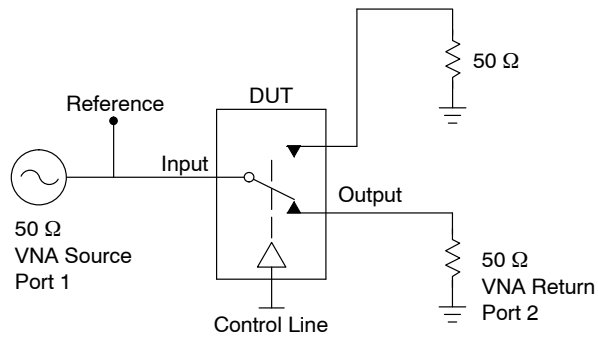 50 Ω
DUT
Reference
Input
Output
50 Ω
VNA Source
Port 1
50 Ω
VNA Return
Port 2
Control Line